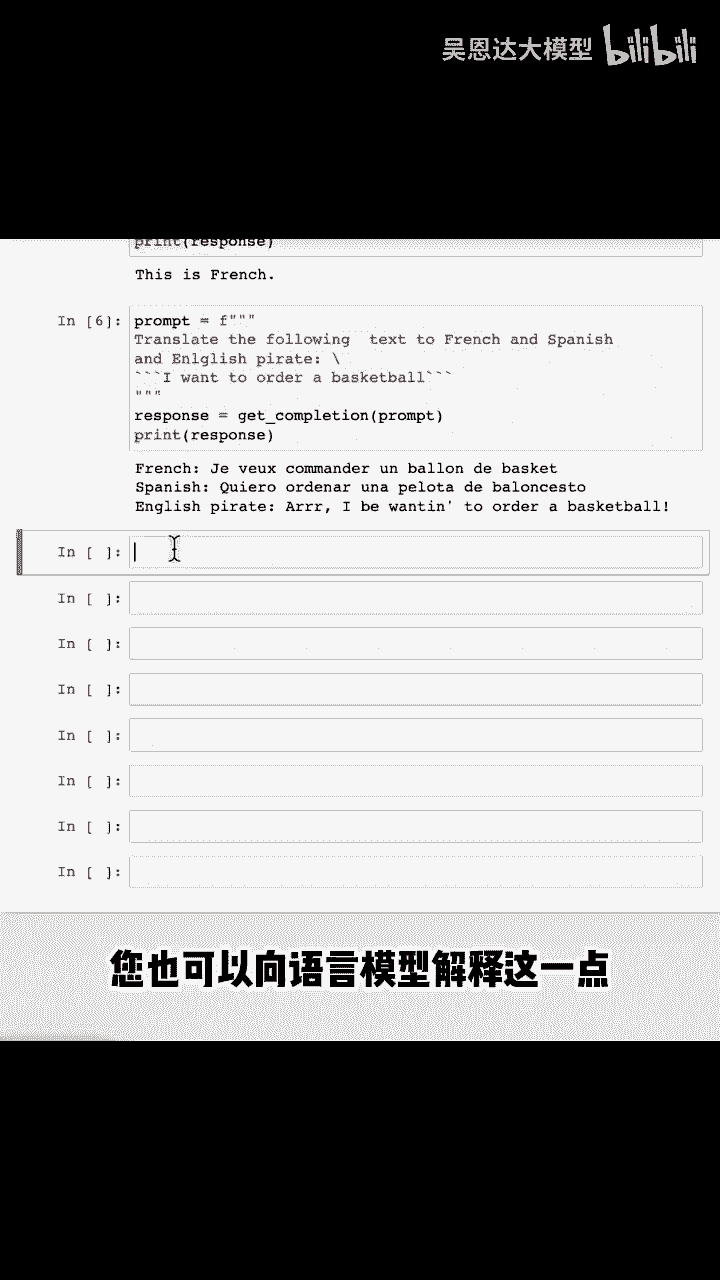 吴恩达大模型 bilibili
print(response)
This is French.
In [6]: prompt = f"""
Translate the following  text to French and Spanish
and Enlglish pirate: \
```I want to order a basketball```
"""
response = get_completion(prompt)
print(response)
French: Je veux commander un ballon de basket
Spanish: Quiero ordenar una pelota de baloncesto
English pirate: Arrr, I be wantin' to order a basketball!
In [ ]:
In [ ]:
In [ ]:
In [ ]:
In [ ]:
In [ ]:
In [ ]:
In [ ]:
您也可以向语言模型解释这一点